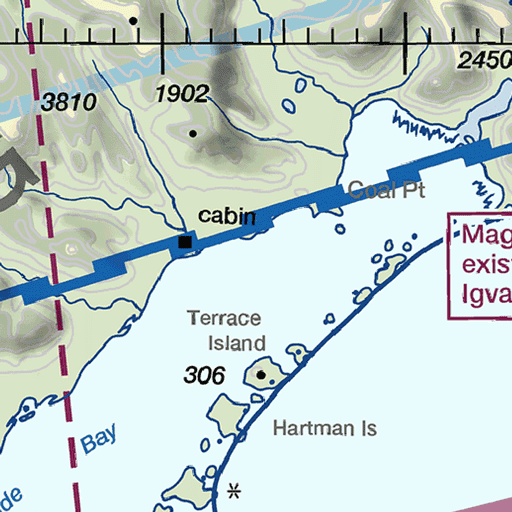 2450
3810
1902
Coal Pt
cabin
Mag
exist
Igva
Terrace
Island
306
Hartman Is
Bay
de